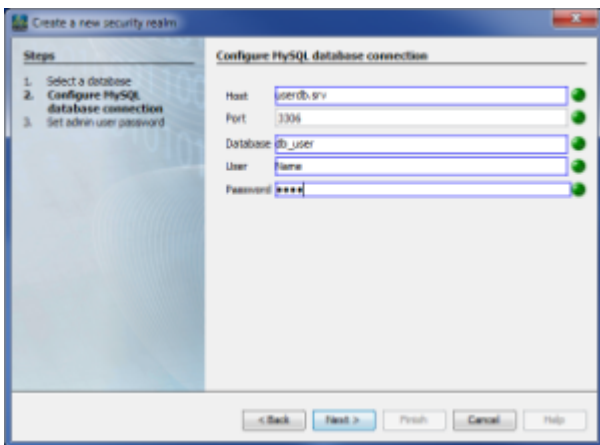 Create a new security realm
Steps
1. Select a database
2. Configure MySQL
database connection
3. Set admin user password
Configure MySQL database connection
Host userdb.srv
Port 3306
Database db_user
User Name
Password ••••
< Back Next > Finish Cancel Help